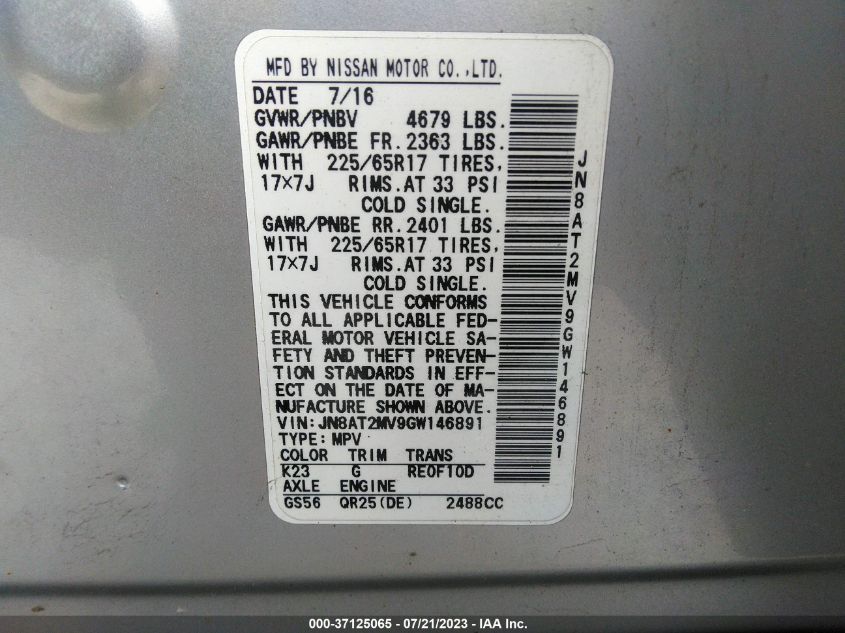 MFD BY NISSAN MOTOR CO.,LTD.
DATE 7/16
GVWR/PNBV 4679 LBS.
GAWR/PNBE FR.2363 LBS.
WITH 225/65R17 TIRES,
17×7J RIMS.AT 33 PSI
COLD SINGLE.
GAWR/PNBE RR.2401 LBS.
WITH 225/65R17 TIRES,
17×7J RIMS.AT 33 PSI
COLD SINGLE.
THIS VEHICLE CONFORMS
TO ALL APPLICABLE FED-
ERAL MOTOR VEHICLE SA-
FETY AND THEFT PREVEN-
TION STANDARDS IN EFF-
ECT ON THE DATE OF MA-
NUFACTURE SHOWN ABOVE.
VIN:JN8AT2MV9GW146891
TYPE:MPV
COLOR TRIM TRANS
K23 G RE0F10D
AXLE ENGINE
GS56 QR25(DE) 2488CC
JN8AT2MV9GW146891
000-37125065 - 07/21/2023 - IAA Inc.